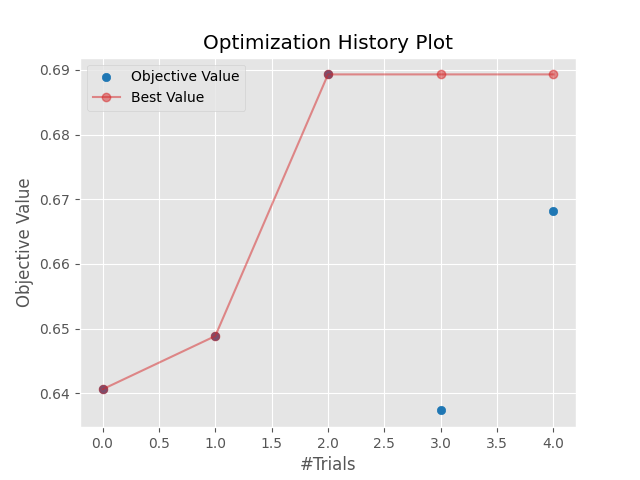 Optimization History Plot
Objective Value
Best Value
Objective Value
0.69
0.68
0.67
0.66
0.65
0.64
0.0 0.5 1.0 1.5 2.0 2.5 3.0 3.5 4.0
#Trials